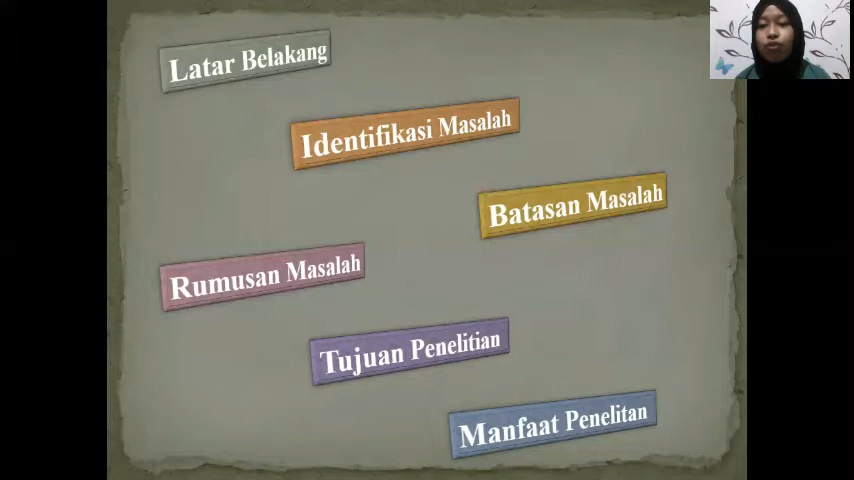 Latar Belakang
Identifikasi Masalah
Batasan Masalah
Rumusan Masalah
Tujuan Penelitian
Manfaat Penelitan